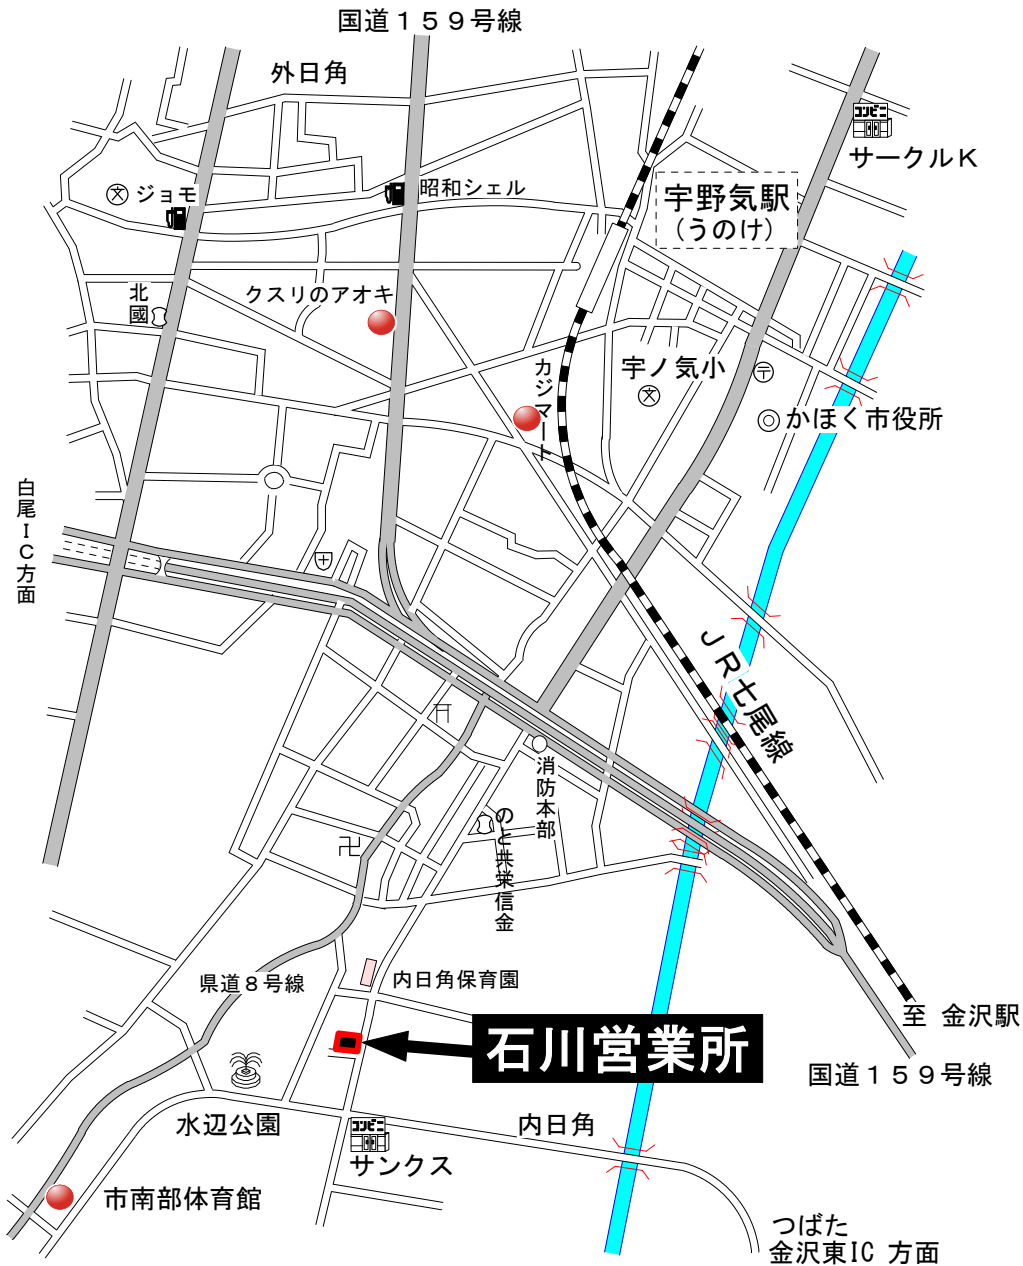 国道１５９号線
外日角
コンビニ
サークルＫ
ジョモ
昭和シェル
宇野気駅
（うのけ）
北國
クスリのアオキ
カジマート
宇ノ気小
かほく市役所
白尾ＩＣ方面
ＪＲ七尾線
消防本部
のと共栄信金
県道８号線
内日角保育園
石川営業所
至 金沢駅
国道１５９号線
水辺公園
コンビニ
サンクス
内日角
市南部体育館
つばた
金沢東IC 方面